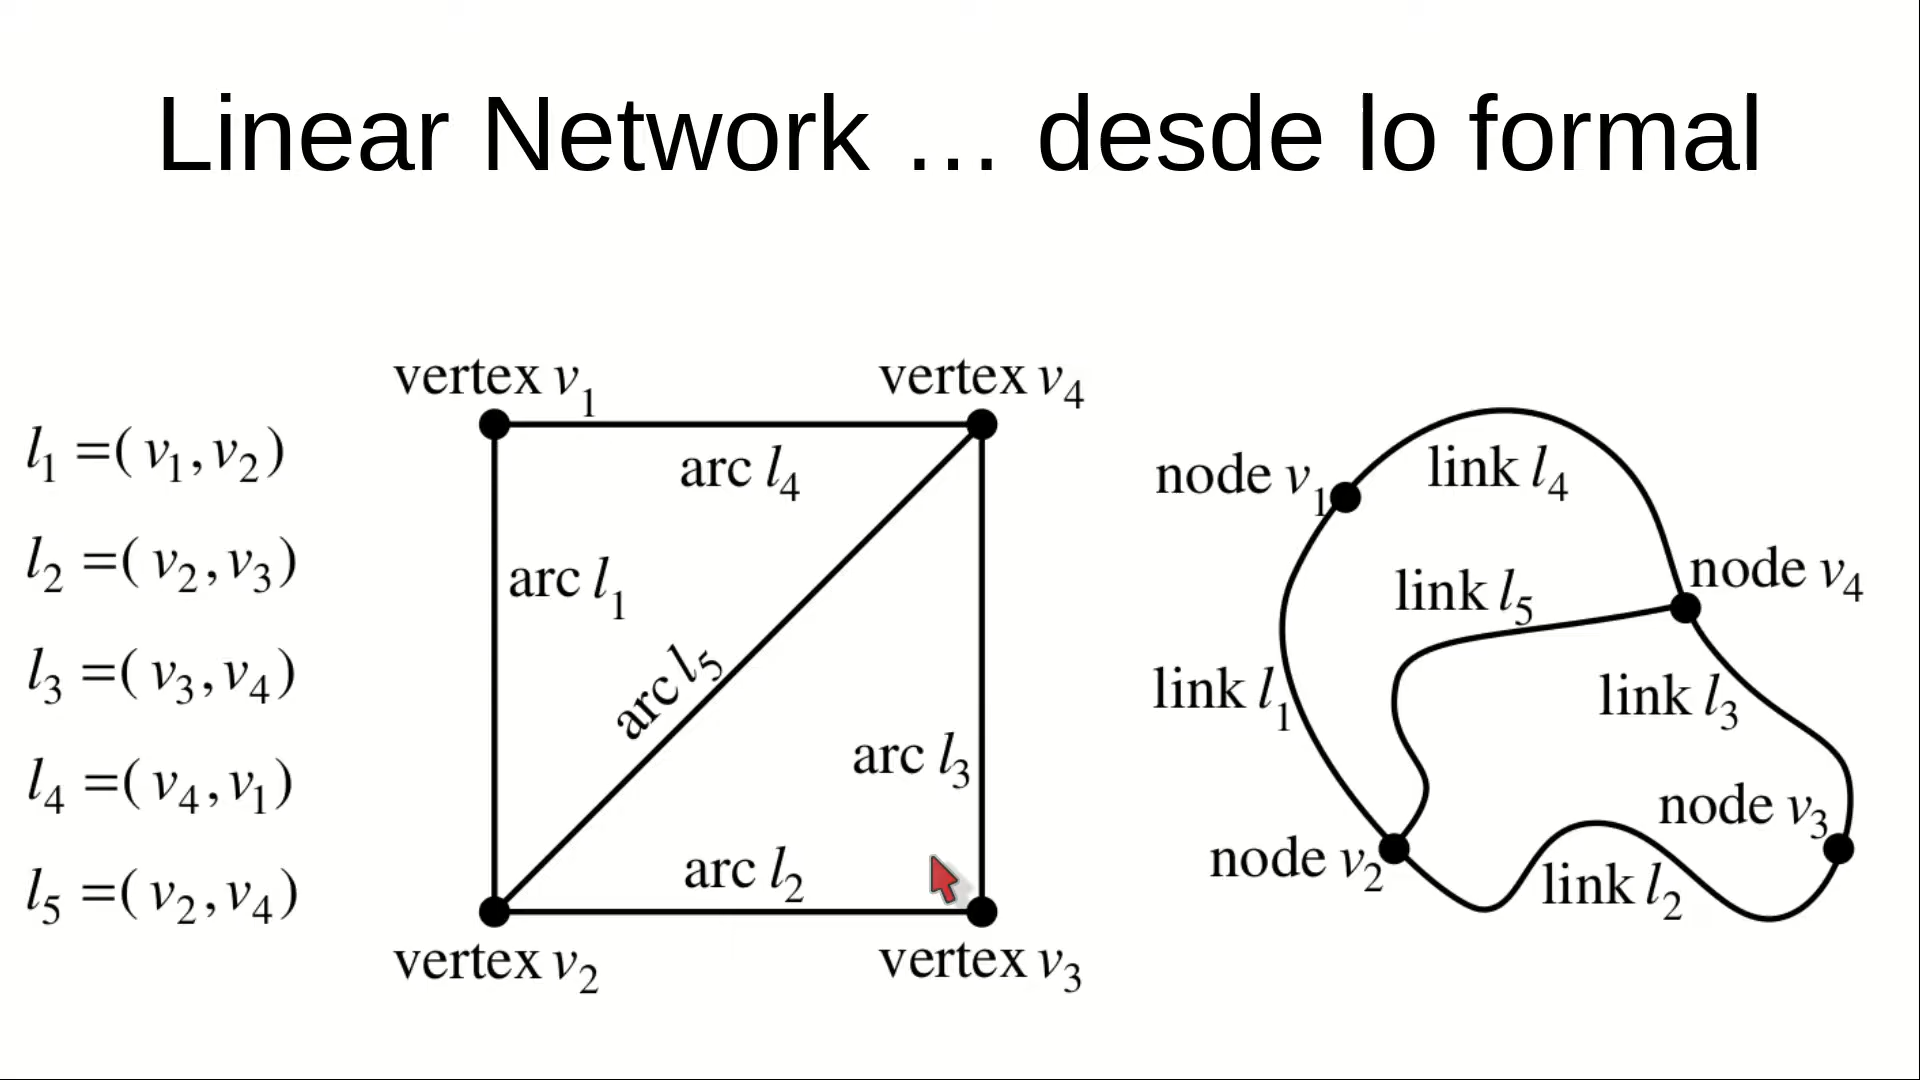 Linear Network … desde lo formal
l₁ =( v₁, v₂)
l₂ =( v₂, v₃)
l₃ =( v₃, v₄)
l₄ =( v₄, v₁)
l₅ =( v₂, v₄)
vertex v₁
vertex v₄
arc l₄
arc l₁
arc l₅
arc l₃
arc l₂
vertex v₂
vertex v₃
node v₁
link l₄
node v₄
link l₅
link l₁
link l₃
node v₃
node v₂
link l₂